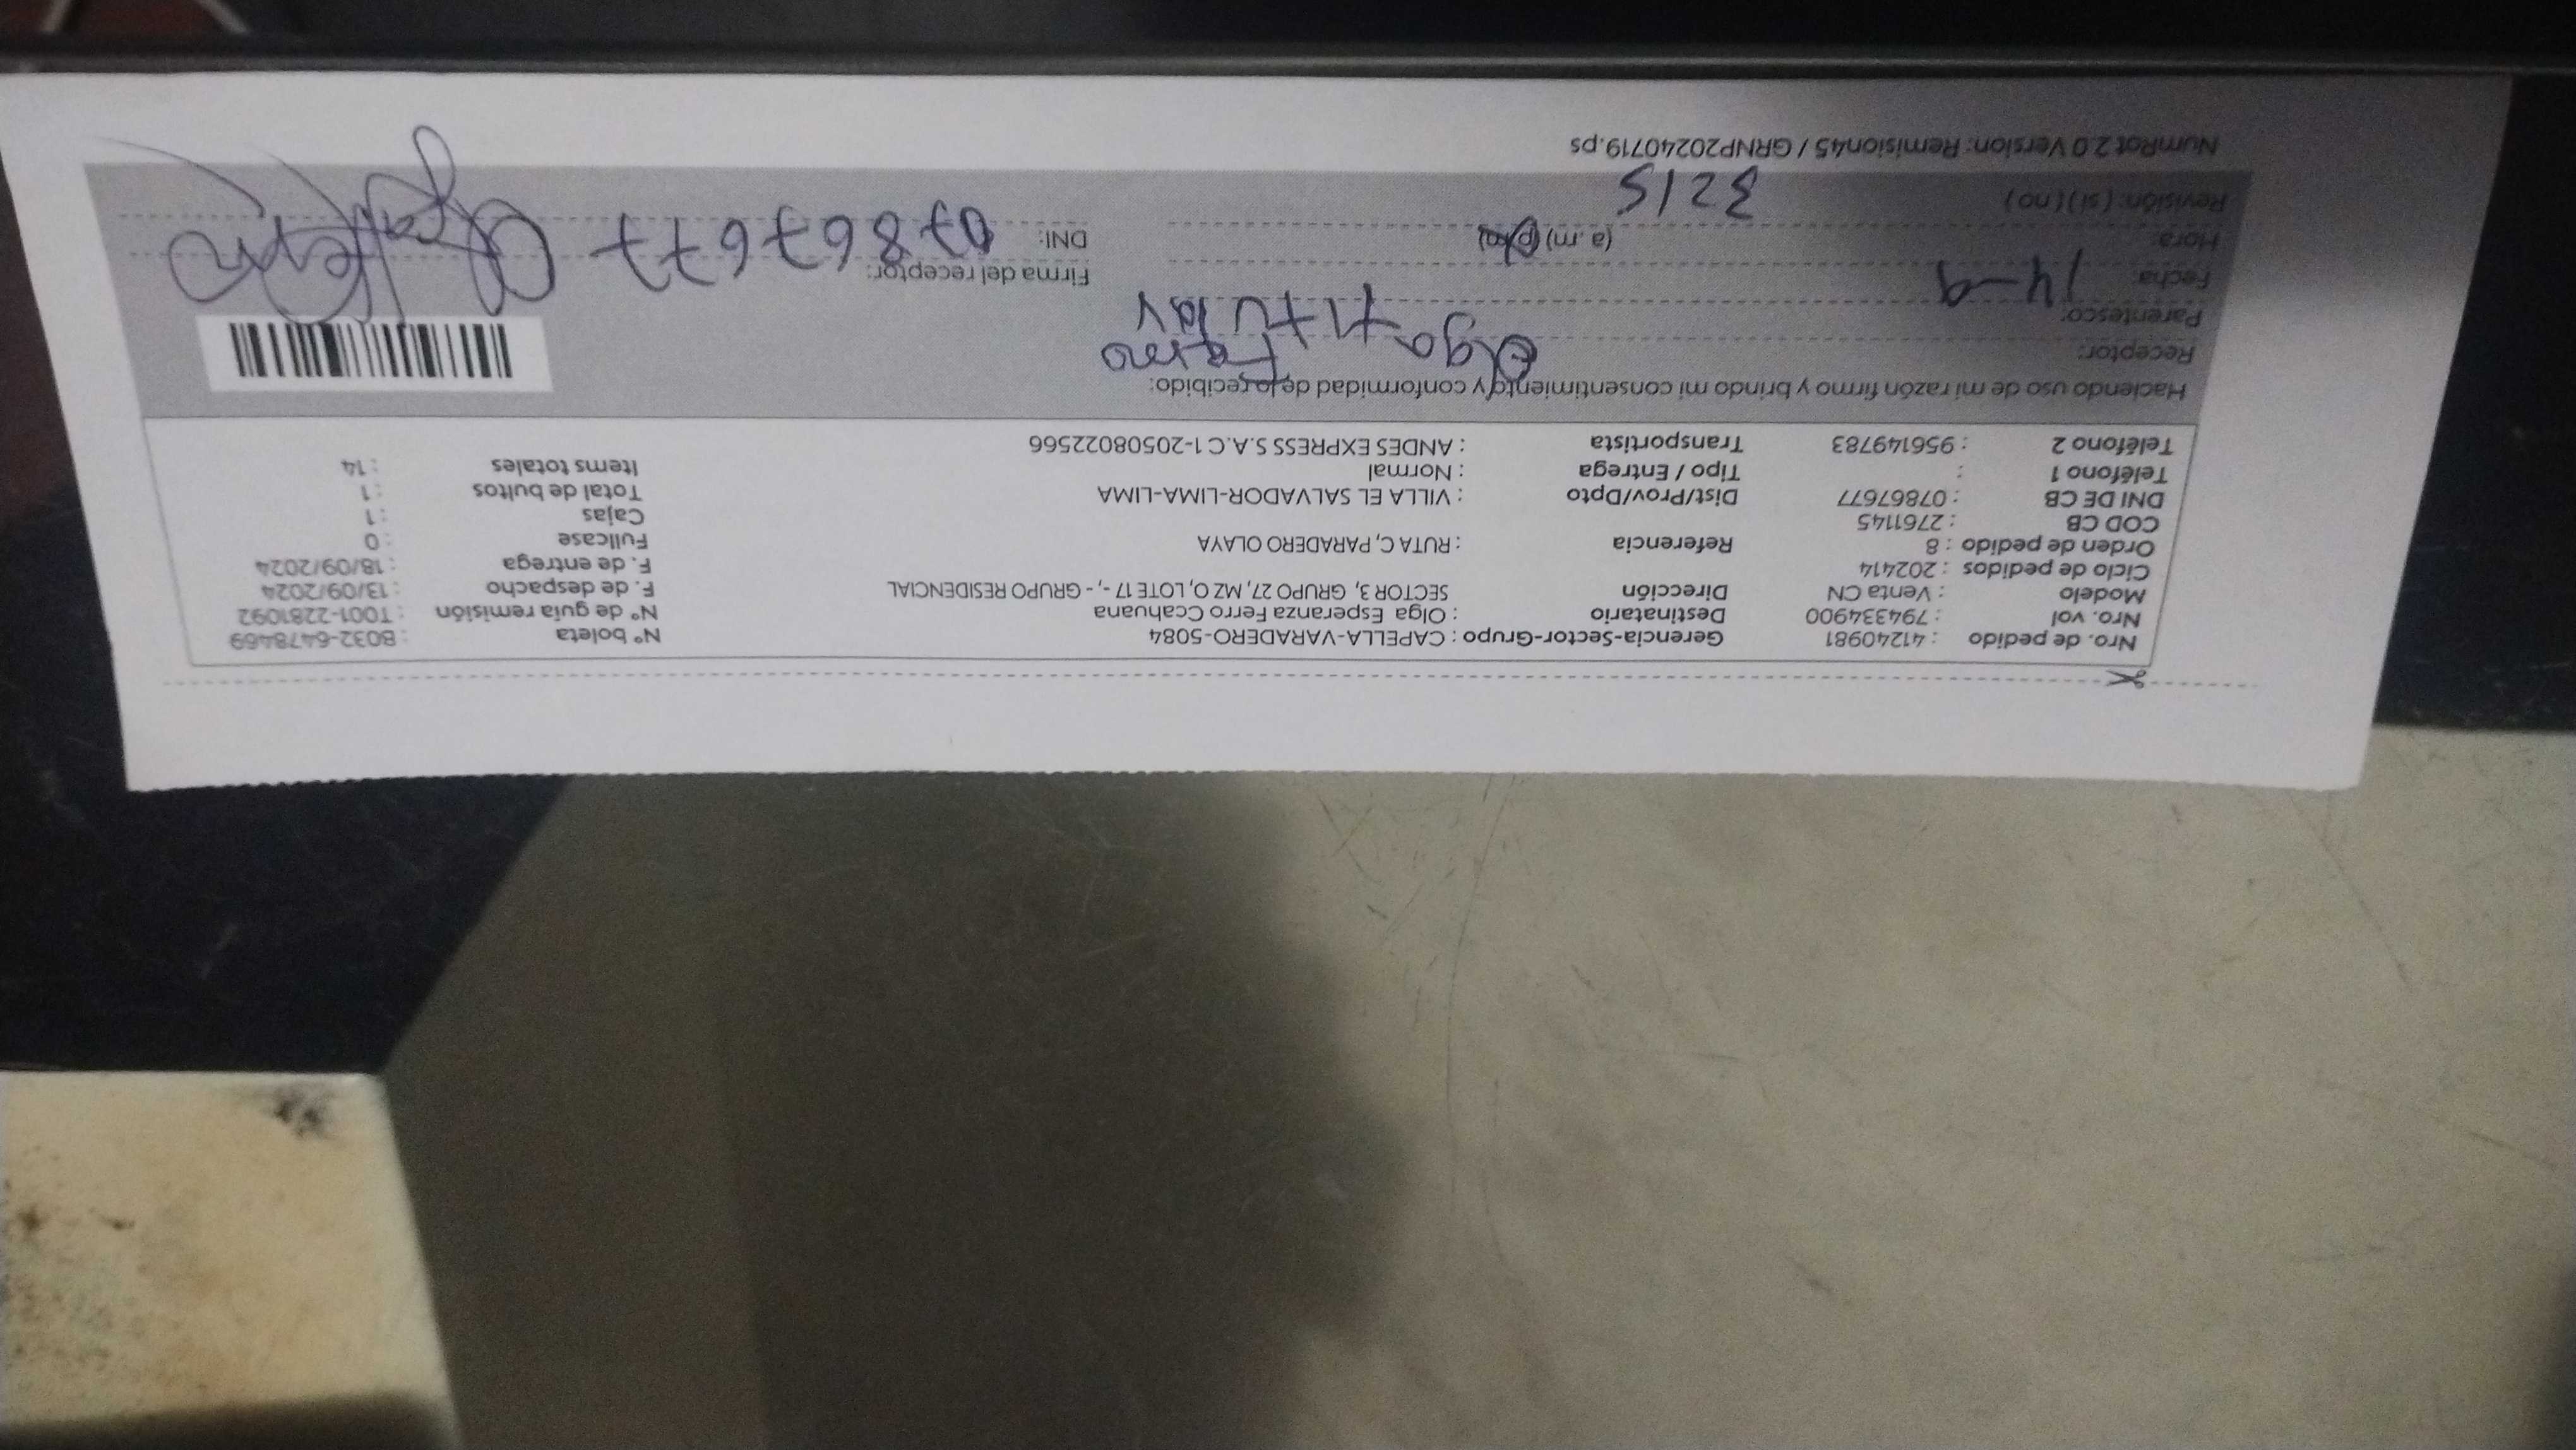 Nro. de pedido : 41240981 Gerencia-Sector-Grupo : CAPELLA-VARADERO-5084 N° boleta : B032-6478469
Nro. vol : 794334900 Destinatario : Olga Esperanza Ferro Ccahuana N° de guía remisión : T001-2281092
Modelo : Venta CN Dirección SECTOR 3, GRUPO 27, MZ O, LOTE 17 -, - GRUPO RESIDENCIAL F. de despacho : 13/09/2024
Ciclo de pedidos : 202414 F. de entrega : 18/09/2024
Orden de pedido : 8 Referencia : RUTA C, PARADERO OLAYA Fullcase : 0
COD CB : 2761145 Cajas : 1
DNI DE CB : 07867677 Dist/Prov/Dpto : VILLA EL SALVADOR-LIMA-LIMA Total de bultos : 1
Teléfono 1 : Tipo / Entrega : Normal Items totales : 14
Teléfono 2 : 956149783 Transportista : ANDES EXPRESS S.A.C 1-20508022566
Haciendo uso de mi razón firmo y brindo mi consentimiento y conformidad de lo recibido:
Receptor: Olga
Parentesco: Titular
Fecha: 14-9 Firma del receptor:
Hora: (a.m) (p.m) DNI: 07867677
Revisión: ( si ) ( no ) 3215
NumRot 2.0 Version: Remision45 / GRNP20240719.ps